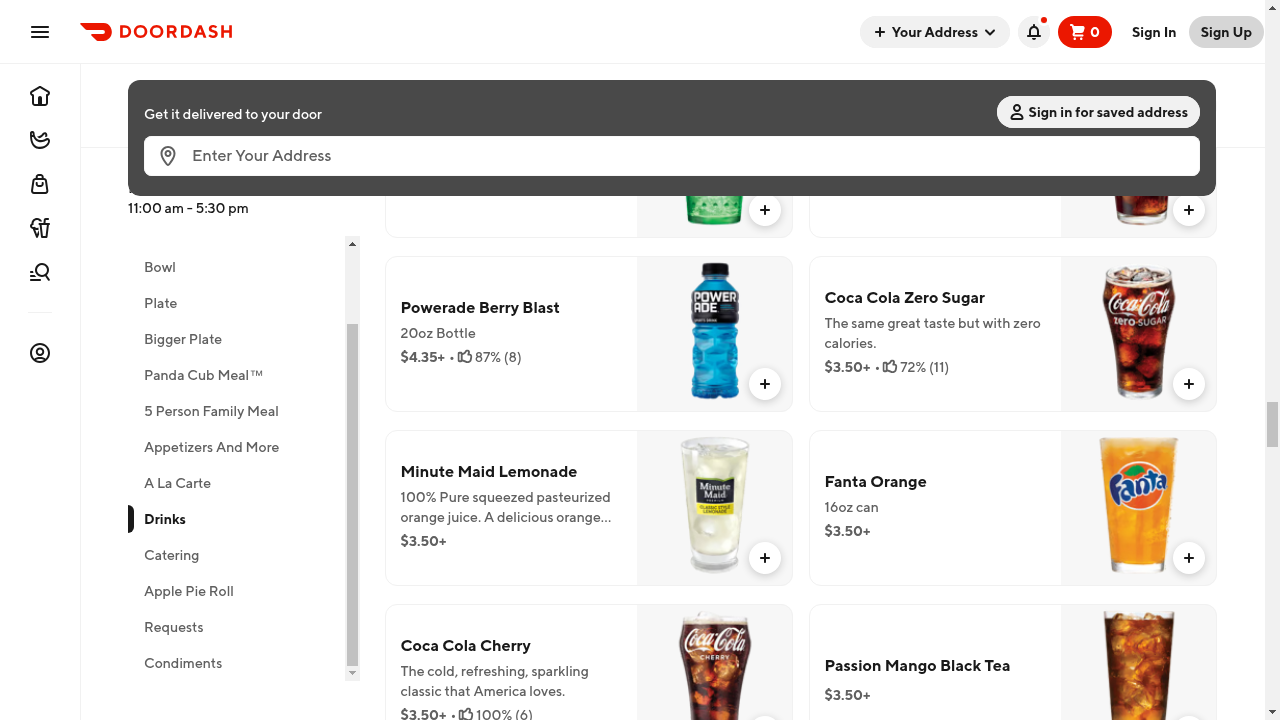 DOORDASH
Your Address
0
Sign In
Sign Up
Get it delivered to your door
Sign in for saved address
Enter Your Address
11:00 am - 5:30 pm
Bowl
Plate
Bigger Plate
Panda Cub Meal™
5 Person Family Meal
Appetizers And More
A La Carte
Drinks
Catering
Apple Pie Roll
Requests
Condiments
Powerade Berry Blast
20oz Bottle
$4.35+ • 87% (8)
POWER
ADE
Coca Cola Zero Sugar
The same great taste but with zero
calories.
$3.50+ • 72% (11)
Coca-Cola
zero-SUGAR
Minute Maid Lemonade
100% Pure squeezed pasteurized
orange juice. A delicious orange...
$3.50+
Minute
Maid
Fanta Orange
16oz can
$3.50+
Fanta
Coca Cola Cherry
The cold, refreshing, sparkling
classic that America loves.
$3.50+ • 100% (6)
Coca-Cola
CHERRY
Passion Mango Black Tea
$3.50+